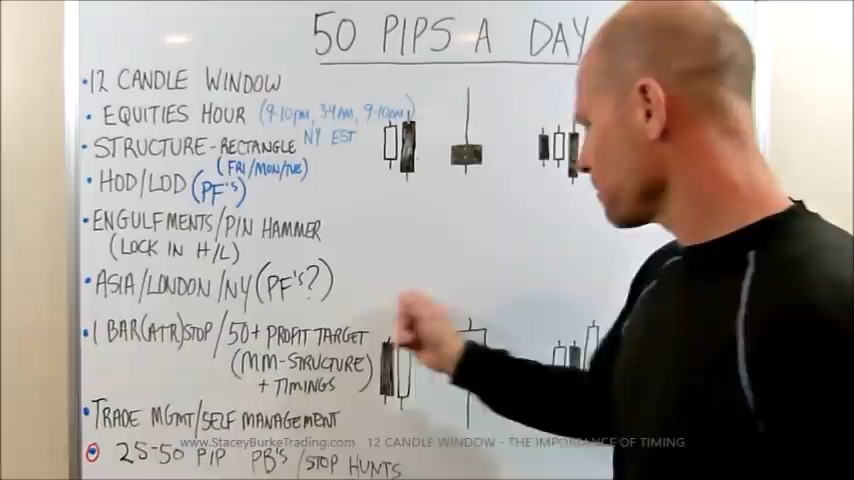 50 PIPS A DAY
• 12 CANDLE WINDOW
• EQUITIES HOUR (9-10pm, 3-4AM, 9-10am)
NY EST
• STRUCTURE-RECTANGLE
(FRI/MON/TUE)
• HOD/LOD (PF'S)
• ENGULFMENTS/PIN HAMMER
(LOCK IN H/L)
• ASIA/LONDON/NY (PF'S?)
• 1 BAR(ATR)STOP/50+ PROFIT TARGET
(MM-STRUCTURE
+ TIMINGS)
• TRADE MGMT/SELF MANAGEMENT
www.StaceyBurkeTrading.com 12 CANDLE WINDOW - THE IMPORTANCE OF TIMING
25-50 PIP PB'S/STOP HUNTS